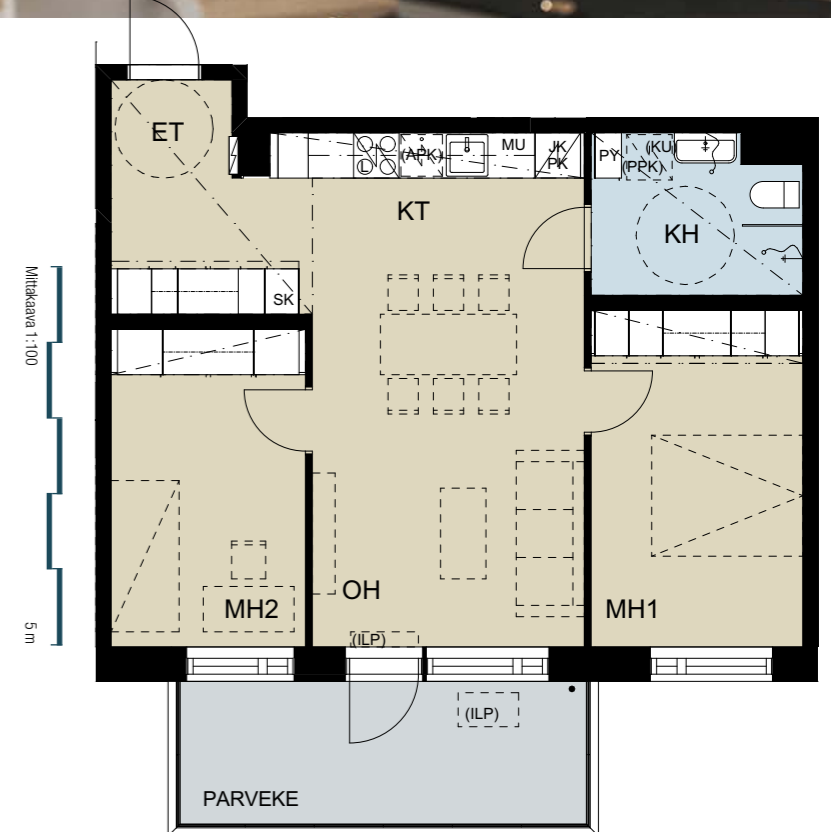 ET
L
(APK)
MU
JK
PK
PY
(KU)
(PPK)
KT
KH
SK
Mittakaava 1:100
5 m
MH2
OH
MH1
(ILP)
(ILP)
PARVEKE